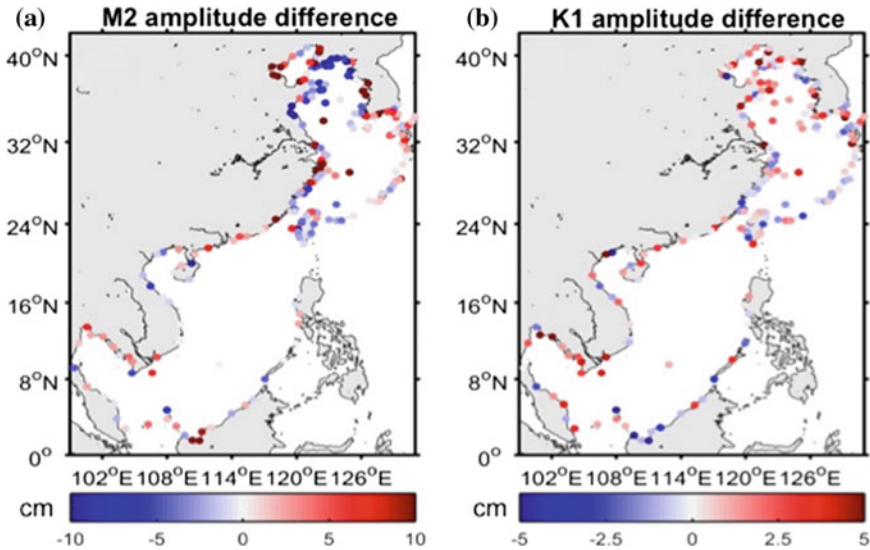 (a) M2 amplitude difference
40°N
32°N
24°N
16°N
8°N
0°
102°E 108°E 114°E 120°E 126°E
cm
-10 -5 0 5 10
(b) K1 amplitude difference
40°N
32°N
24°N
16°N
8°N
0°
102°E 108°E 114°E 120°E 126°E
cm
-5 -2.5 0 2.5 5